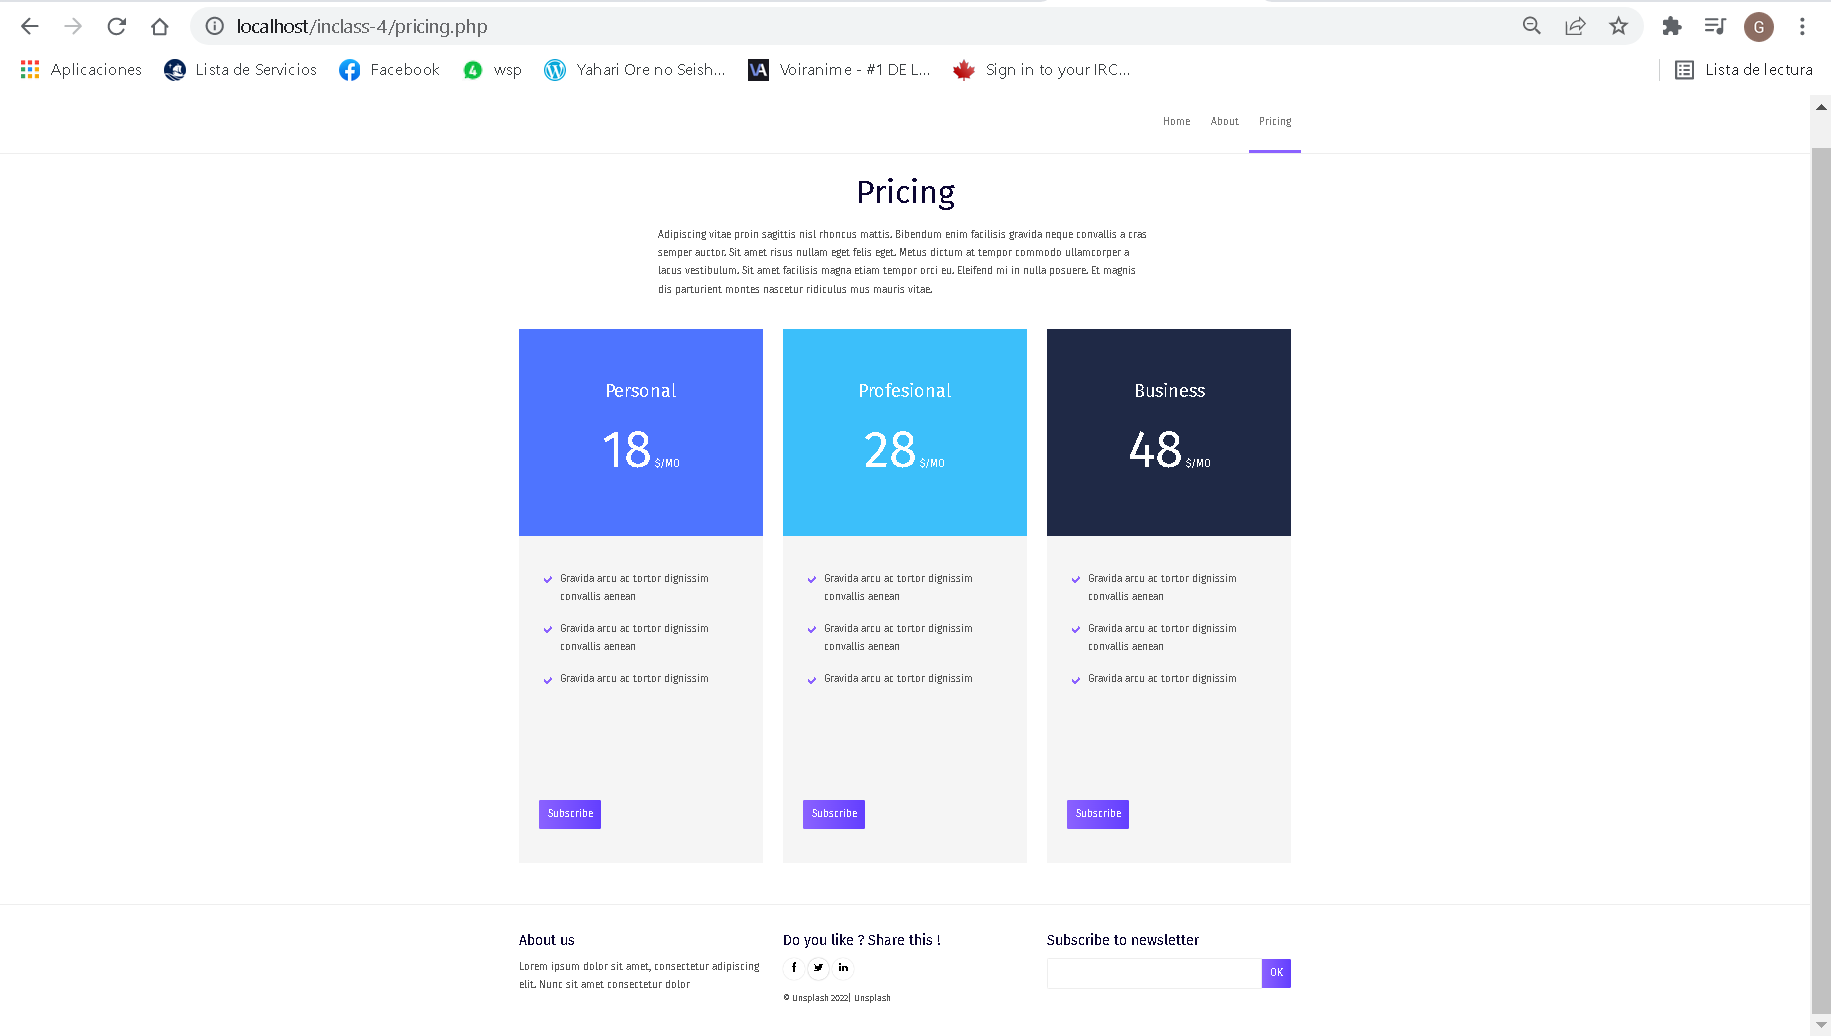 localhost/inclass-4/pricing.php
G
Aplicaciones
Lista de Servicios
Facebook
4
wsp
Yahari Ore no Seish...
VA
Voiranime - #1 DE L...
Sign in to your IRC...
Lista de lectura
Home
About
Pricing
Pricing
Adipiscing vitae proin sagittis nisl rhoncus mattis. Bibendum enim facilisis gravida neque convallis a cras
semper auctor. Sit amet risus nullam eget felis eget. Metus dictum at tempor commodo ullamcorper a
lacus vestibulum. Sit amet facilisis magna etiam tempor orci eu. Eleifend mi in nulla posuere. Et magnis
dis parturient montes nascetur ridiculus mus mauris vitae.
Personal
18 $/MO
Gravida arcu ac tortor dignissim
convallis aenean
Gravida arcu ac tortor dignissim
convallis aenean
Gravida arcu ac tortor dignissim
Subscribe
Profesional
28 $/MO
Gravida arcu ac tortor dignissim
convallis aenean
Gravida arcu ac tortor dignissim
convallis aenean
Gravida arcu ac tortor dignissim
Subscribe
Business
48 $/MO
Gravida arcu ac tortor dignissim
convallis aenean
Gravida arcu ac tortor dignissim
convallis aenean
Gravida arcu ac tortor dignissim
Subscribe
About us
Lorem ipsum dolor sit amet, consectetur adipiscing
elit. Nunc sit amet consectetur dolor
Do you like ? Share this !
© Unsplash 2022| Unsplash
Subscribe to newsletter
OK